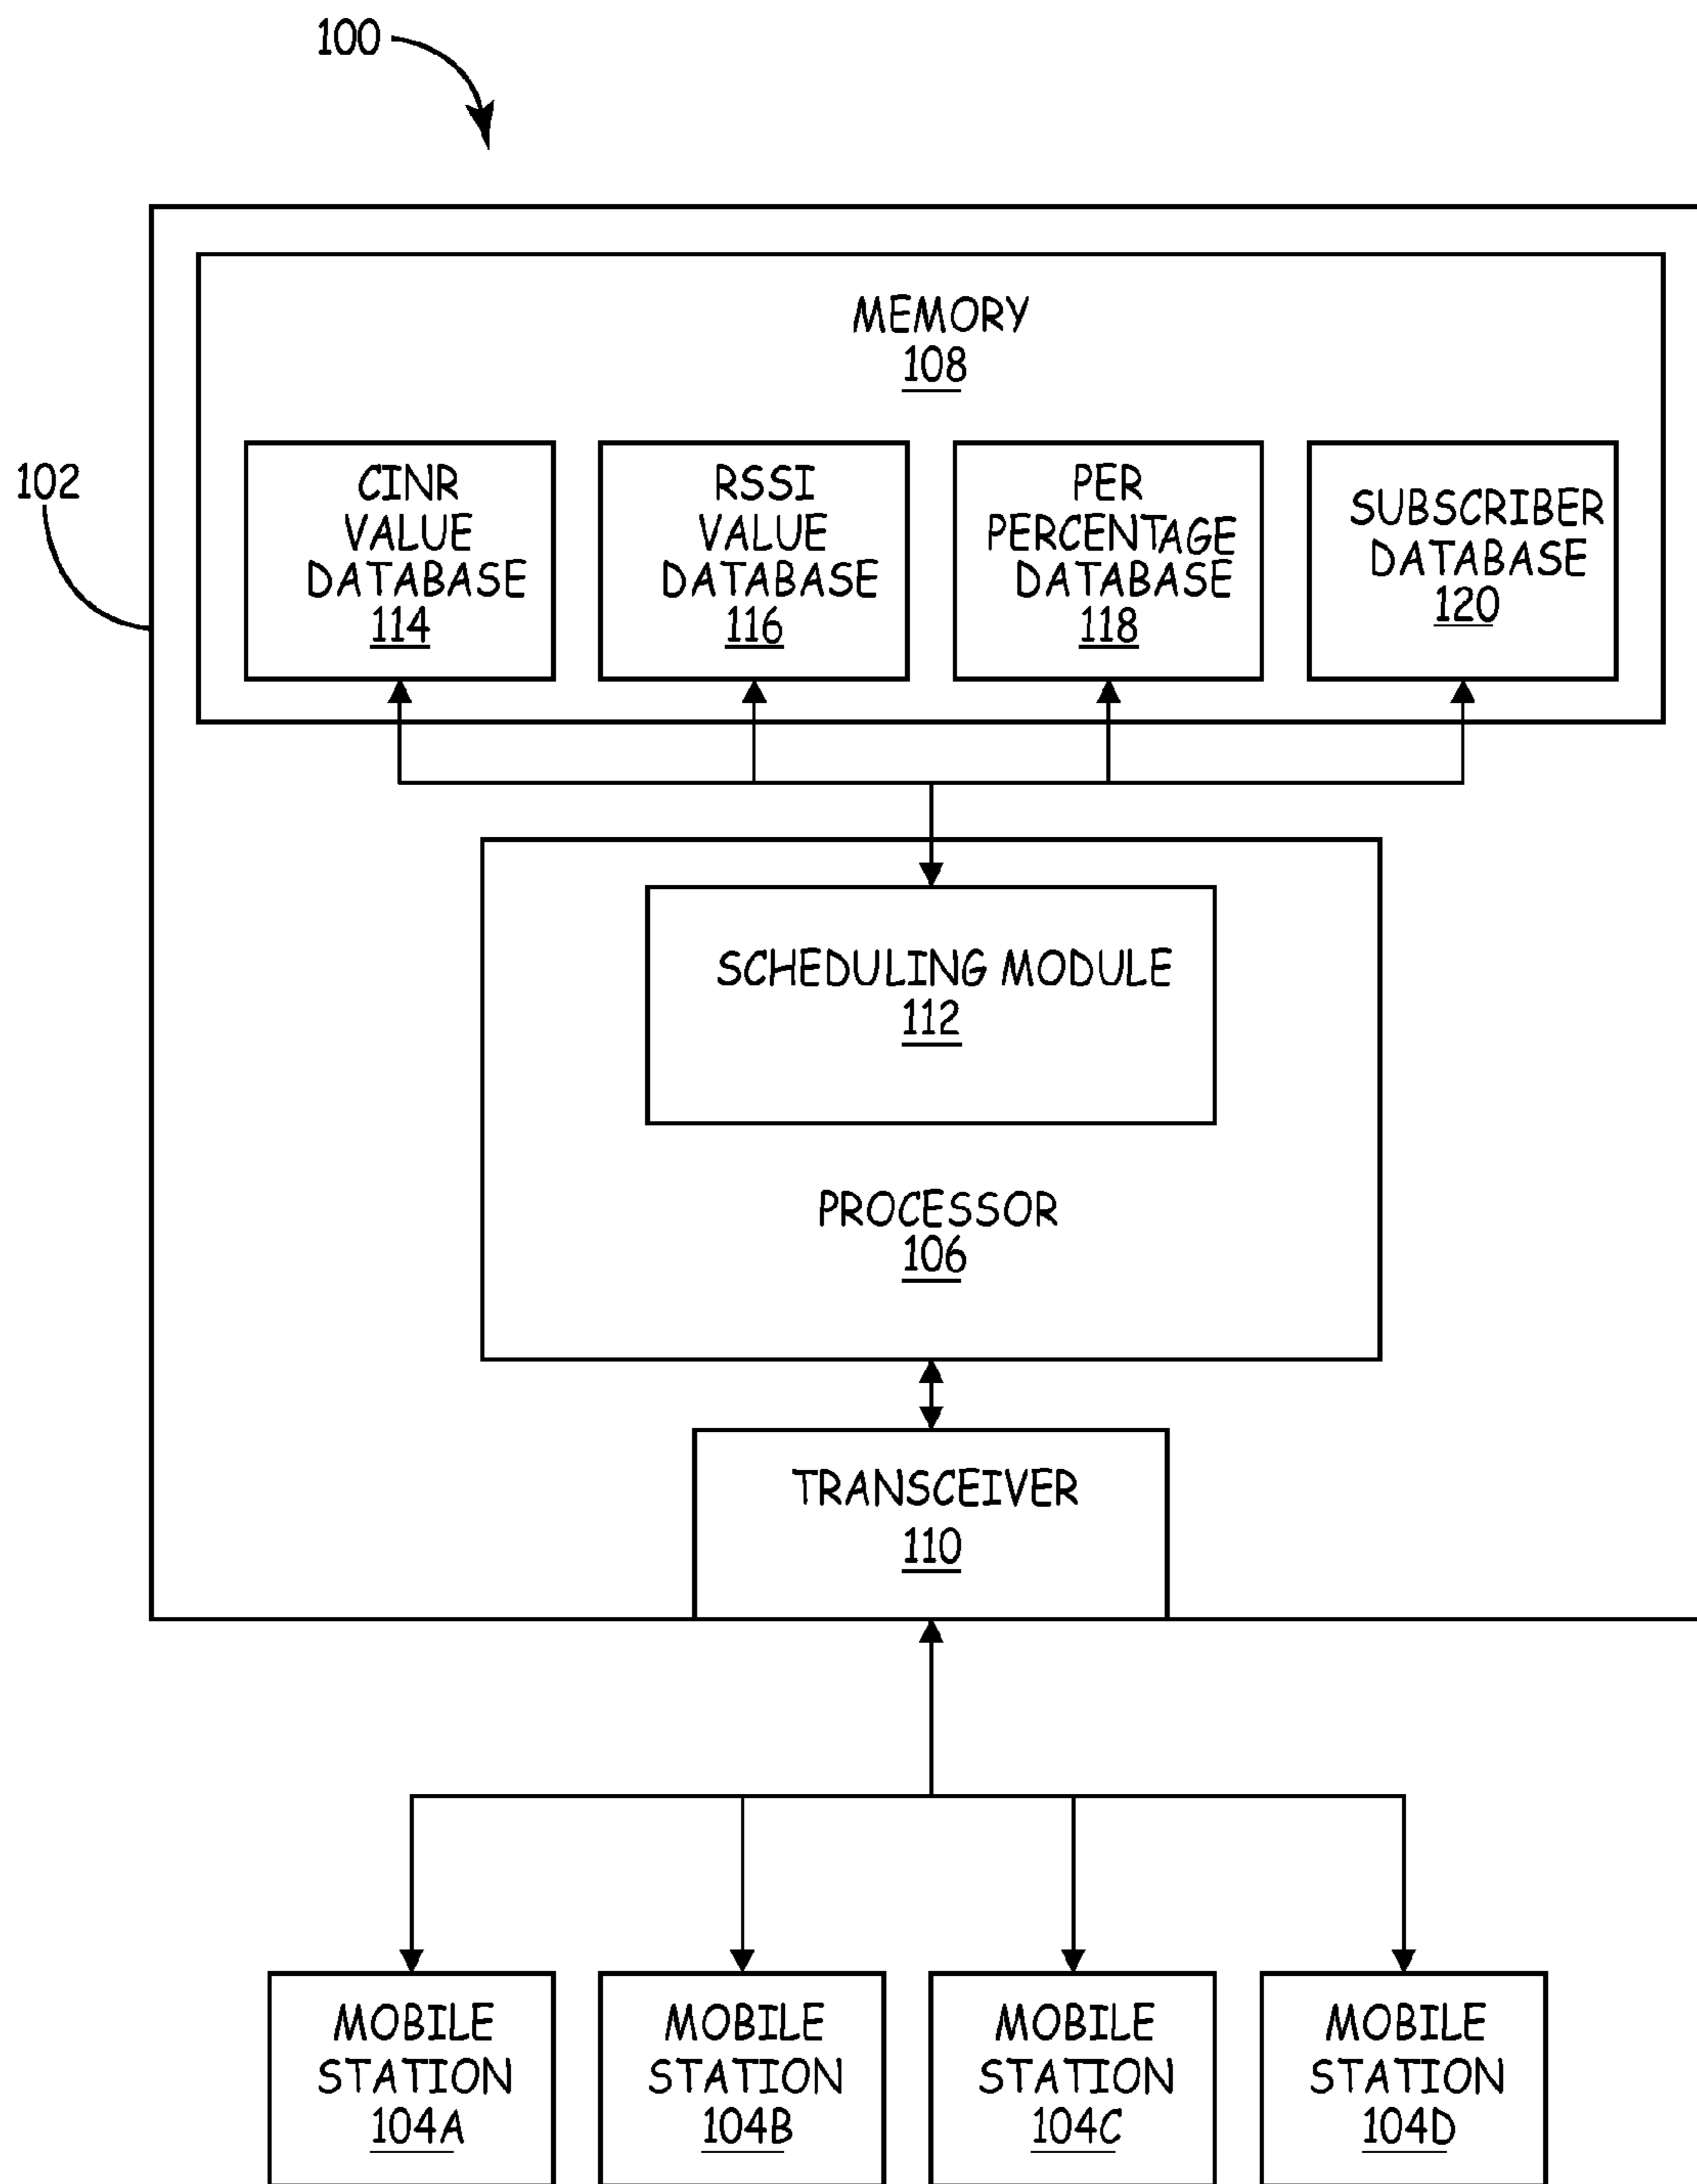 100
MEMORY
108
102
CINR
VALUE
DATABASE
114
RSSI
VALUE
DATABASE
116
PER
PERCENTAGE
DATABASE
118
SUBSCRIBER
DATABASE
120
SCHEDULING MODULE
112
PROCESSOR
106
TRANSCEIVER
110
MOBILE
STATION
104A
MOBILE
STATION
104B
MOBILE
STATION
104C
MOBILE
STATION
104D